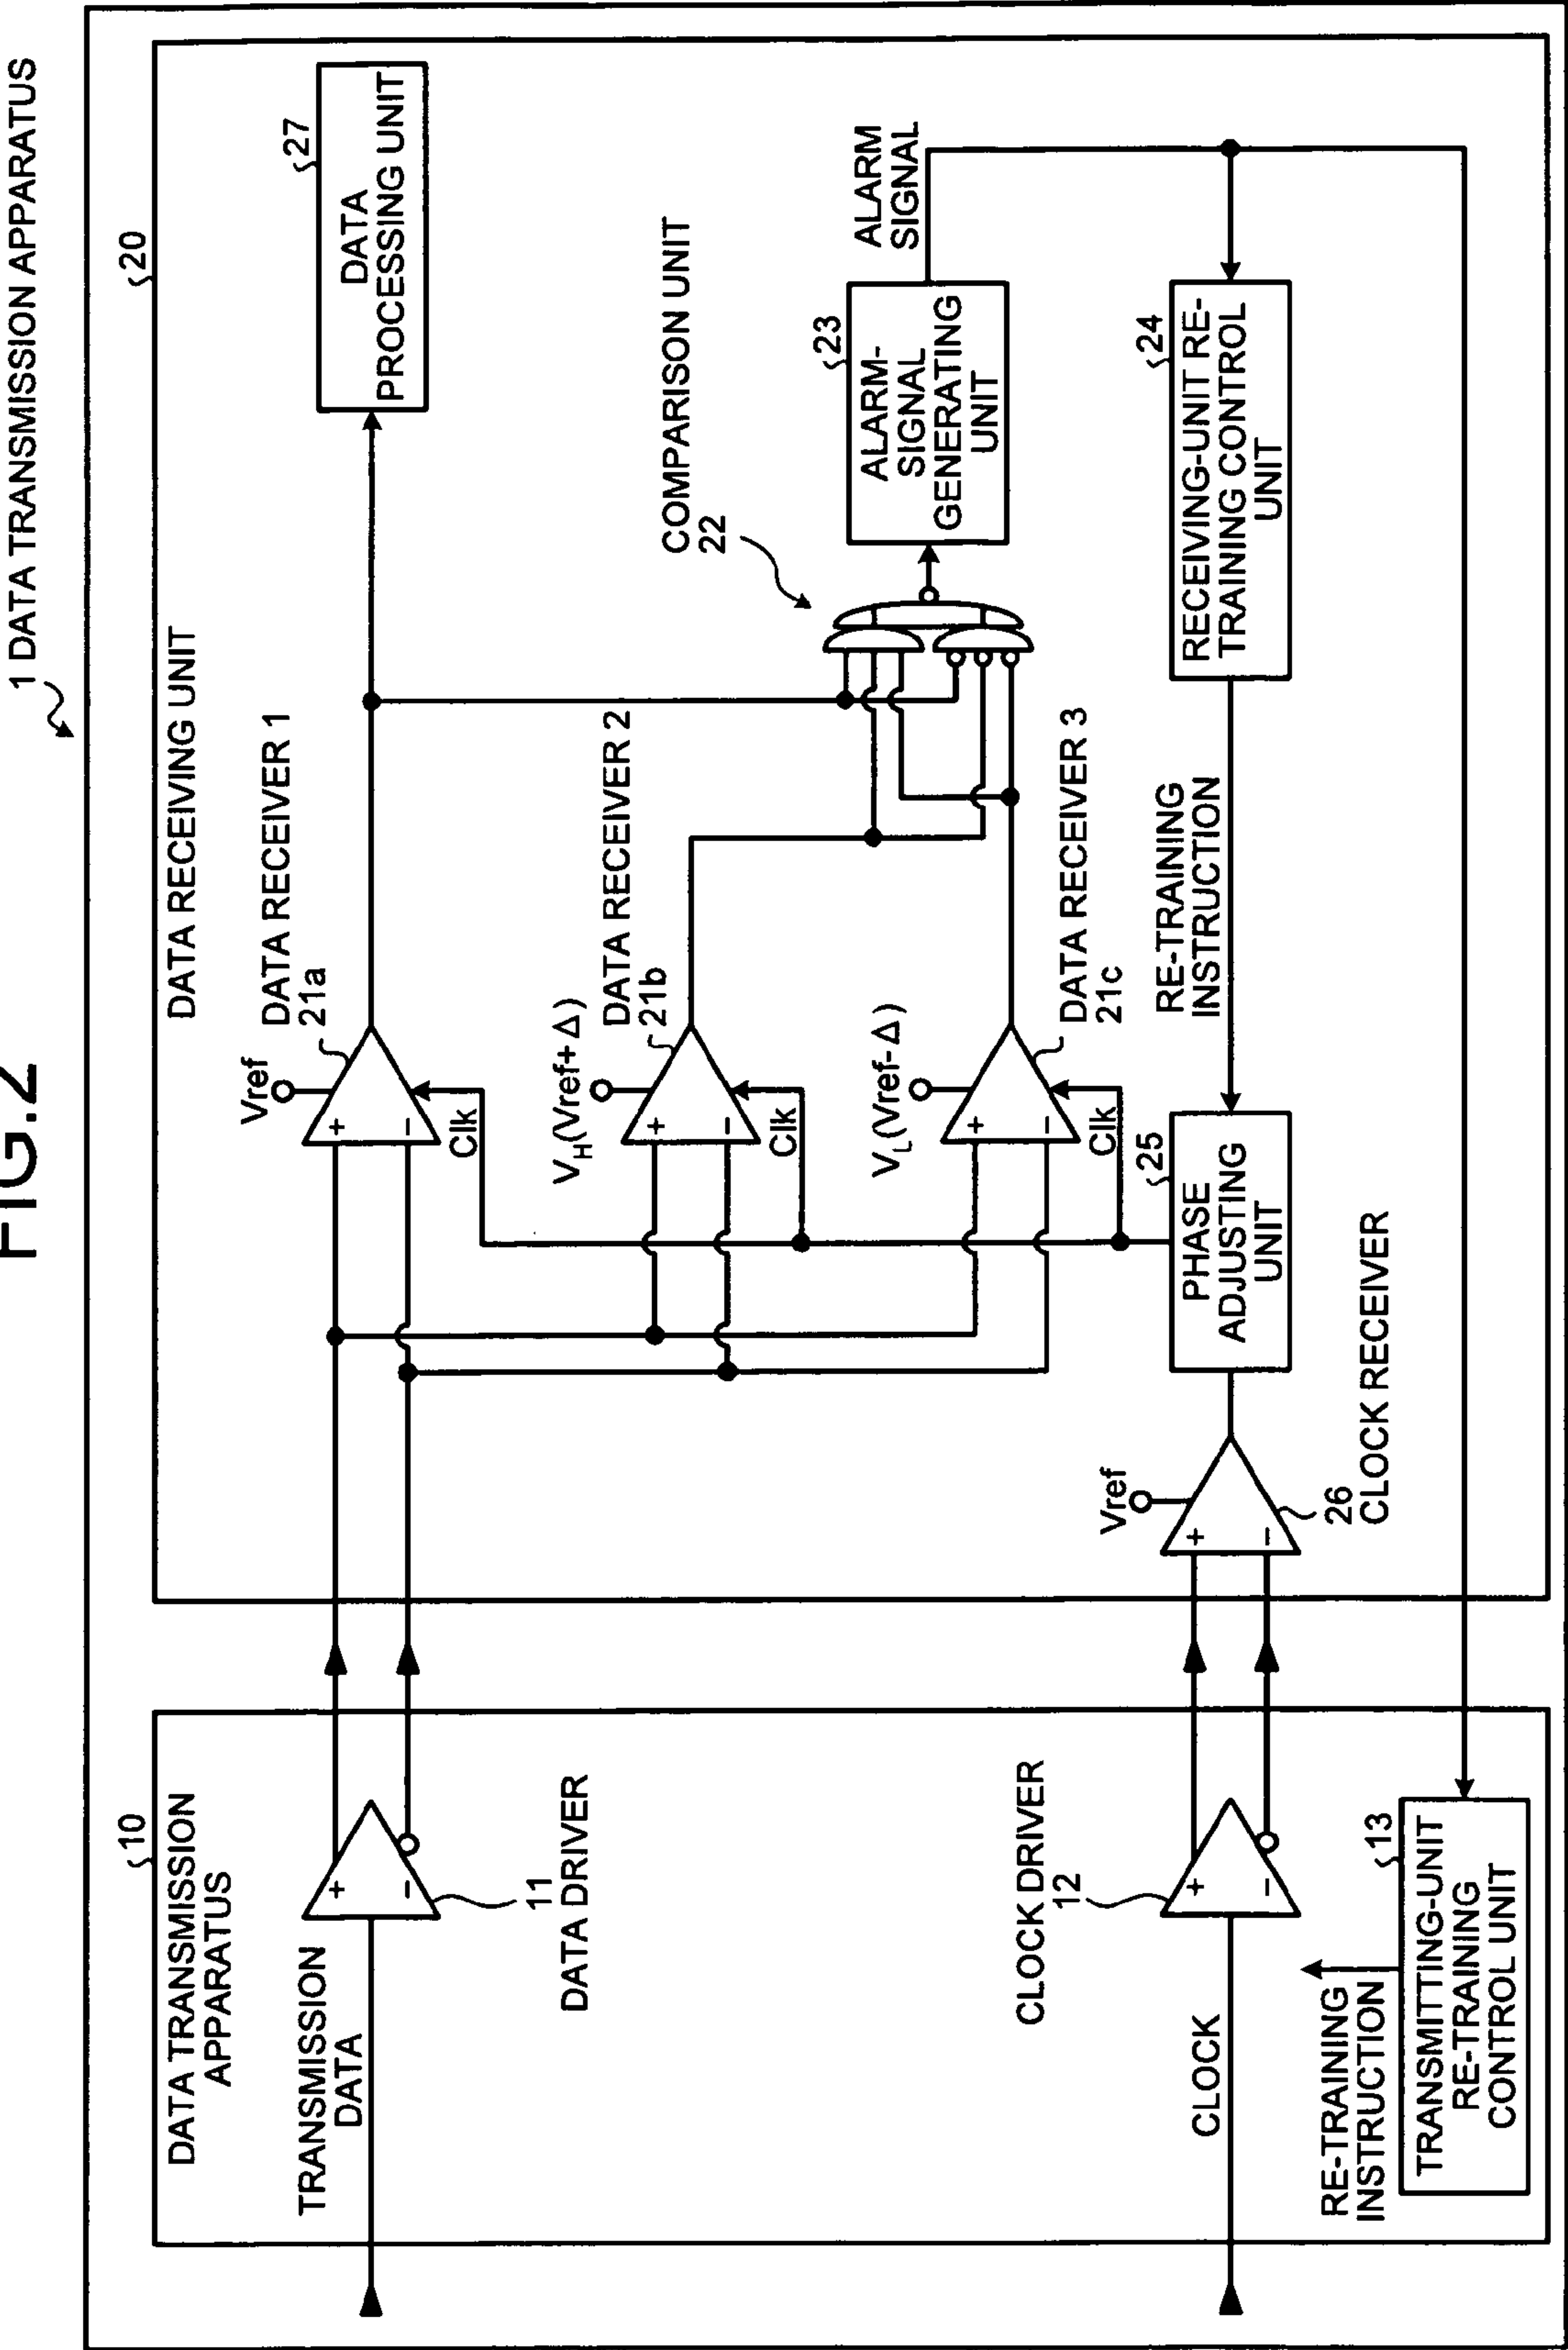 FIG.2
1 DATA TRANSMISSION APPARATUS
10
DATA TRANSMISSION
APPARATUS
TRANSMISSION
DATA
+
−
11
DATA DRIVER
CLOCK DRIVER
12
CLOCK
+
−
RE-TRAINING
INSTRUCTION
13
TRANSMITTING-UNIT
RE-TRAINING
CONTROL UNIT
20
DATA RECEIVING UNIT
Vref
+
−
Clk
DATA RECEIVER 1
21a
VH(Vref+Δ)
+
−
Clk
DATA RECEIVER 2
21b
VL(Vref-Δ)
+
−
Clk
DATA RECEIVER 3
21c
27
DATA
PROCESSING UNIT
COMPARISON UNIT
22
23
ALARM-
SIGNAL
GENERATING
UNIT
ALARM
SIGNAL
24
RECEIVING-UNIT RE-
TRAINING CONTROL
UNIT
RE-TRAINING
INSTRUCTION
25
PHASE
ADJUSTING
UNIT
Vref
+
−
26
CLOCK RECEIVER